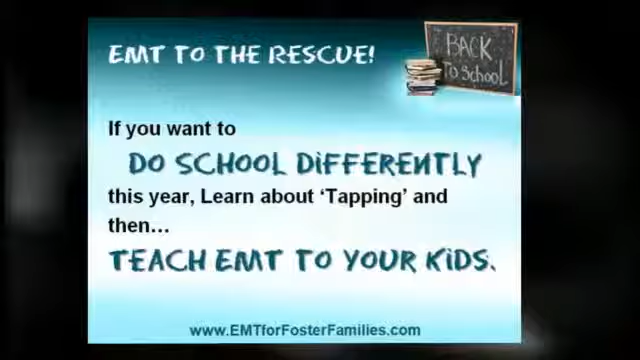 EMT TO THE RESCUE!
BACK
To School
If you want to
DO SCHOOL DIFFERENTLY
this year, Learn about ‘Tapping’ and
then…
TEACH EMT TO YOUR KIDS.
www.EMTforFosterFamilies.com